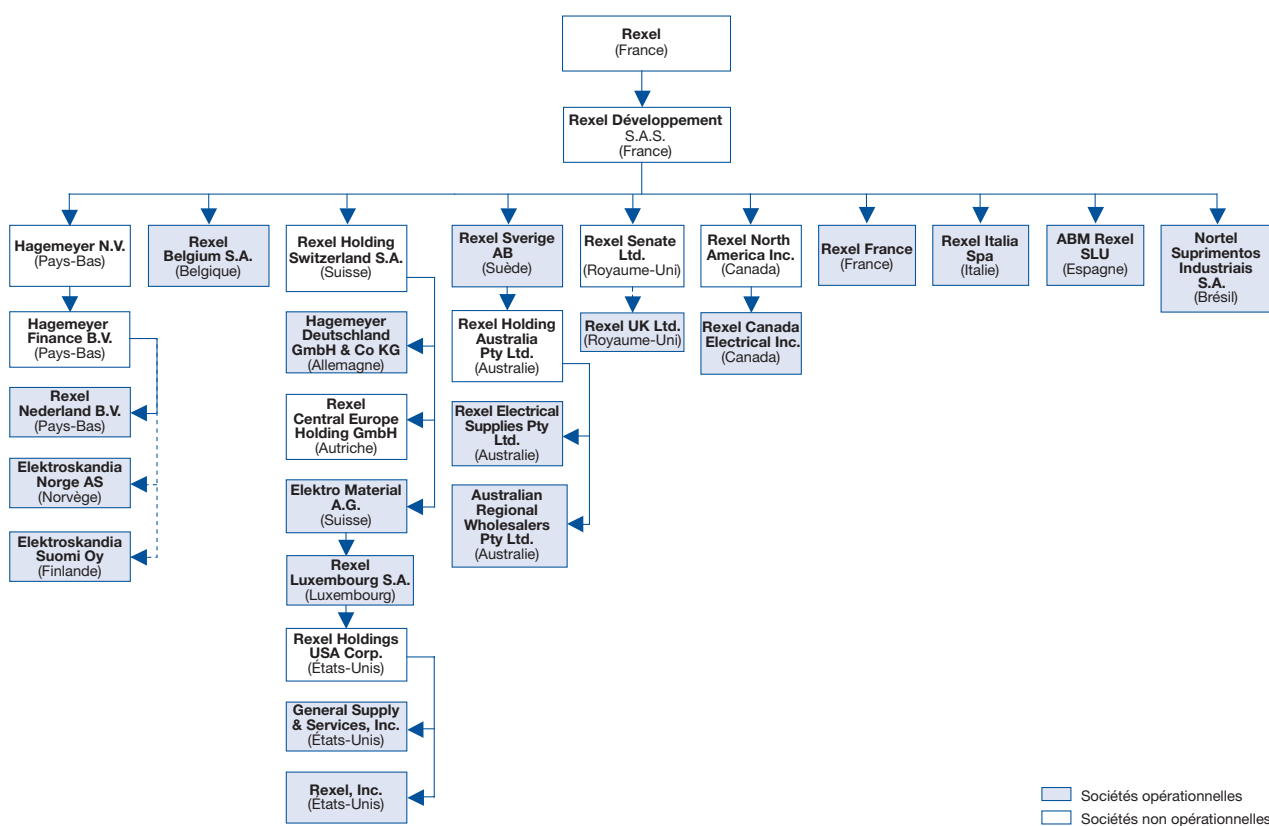 Rexel
(France)
Rexel Développement
S.A.S.
(France)
Hagemeyer N.V.
(Pays-Bas)
Rexel
Belgium S.A.
(Belgique)
Rexel Holding
Switzerland S.A.
(Suisse)
Rexel Sverige
AB
(Suède)
Rexel Senate
Ltd.
(Royaume-Uni)
Rexel North
America Inc.
(Canada)
Rexel France
(France)
Rexel Italia
Spa
(Italie)
ABM Rexel
SLU
(Espagne)
Nortel
Suprimentos
Industriais
S.A.
(Brésil)
Hagemeyer
Finance B.V.
(Pays-Bas)
Rexel
Nederland B.V.
(Pays-Bas)
Elektroskandia
Norge AS
(Norvège)
Elektroskandia
Suomi Oy
(Finlande)
Hagemeyer
Deutschland
GmbH & Co KG
(Allemagne)
Rexel
Central Europe
Holding GmbH
(Autriche)
Elektro Material
A.G.
(Suisse)
Rexel
Luxembourg S.A.
(Luxembourg)
Rexel Holdings
USA Corp.
(États-Unis)
General Supply
& Services, Inc.
(États-Unis)
Rexel, Inc.
(États-Unis)
Rexel Holding
Australia
Pty Ltd.
(Australie)
Rexel Electrical
Supplies Pty
Ltd.
(Australie)
Australian
Regional
Wholesalers
Pty Ltd.
(Australie)
Rexel UK Ltd.
(Royaume-Uni)
Rexel Canada
Electrical Inc.
(Canada)
Sociétés opérationnelles
Sociétés non opérationnelles